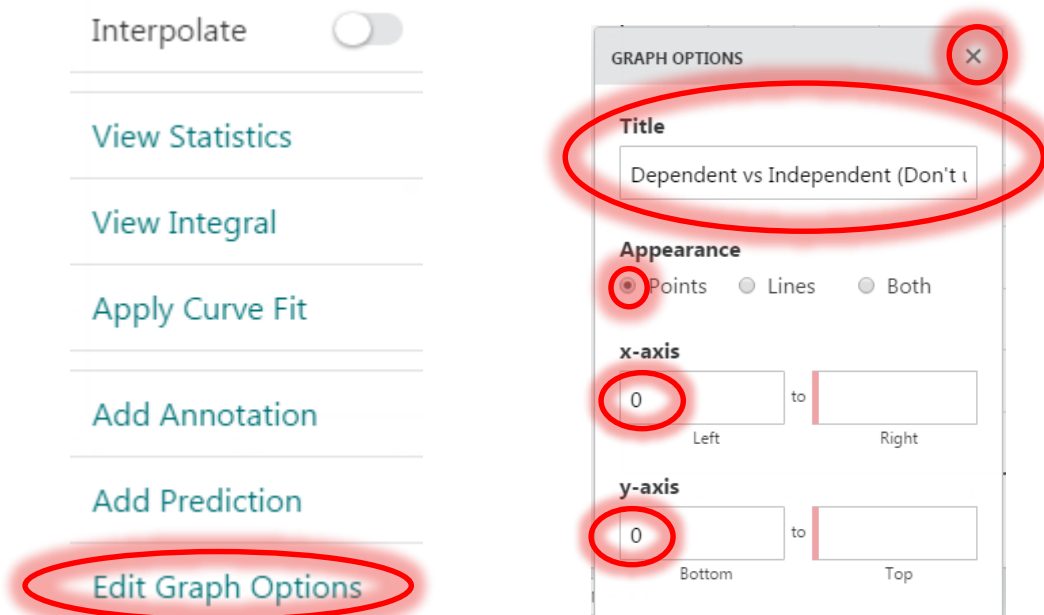 Interpolate
View Statistics
View Integral
Apply Curve Fit
Add Annotation
Add Prediction
Edit Graph Options
GRAPH OPTIONS ×
Title
Dependent vs Independent (Don't
Appearance
Points Lines Both
x-axis
0 to
Left Right
y-axis
0 to
Bottom Top